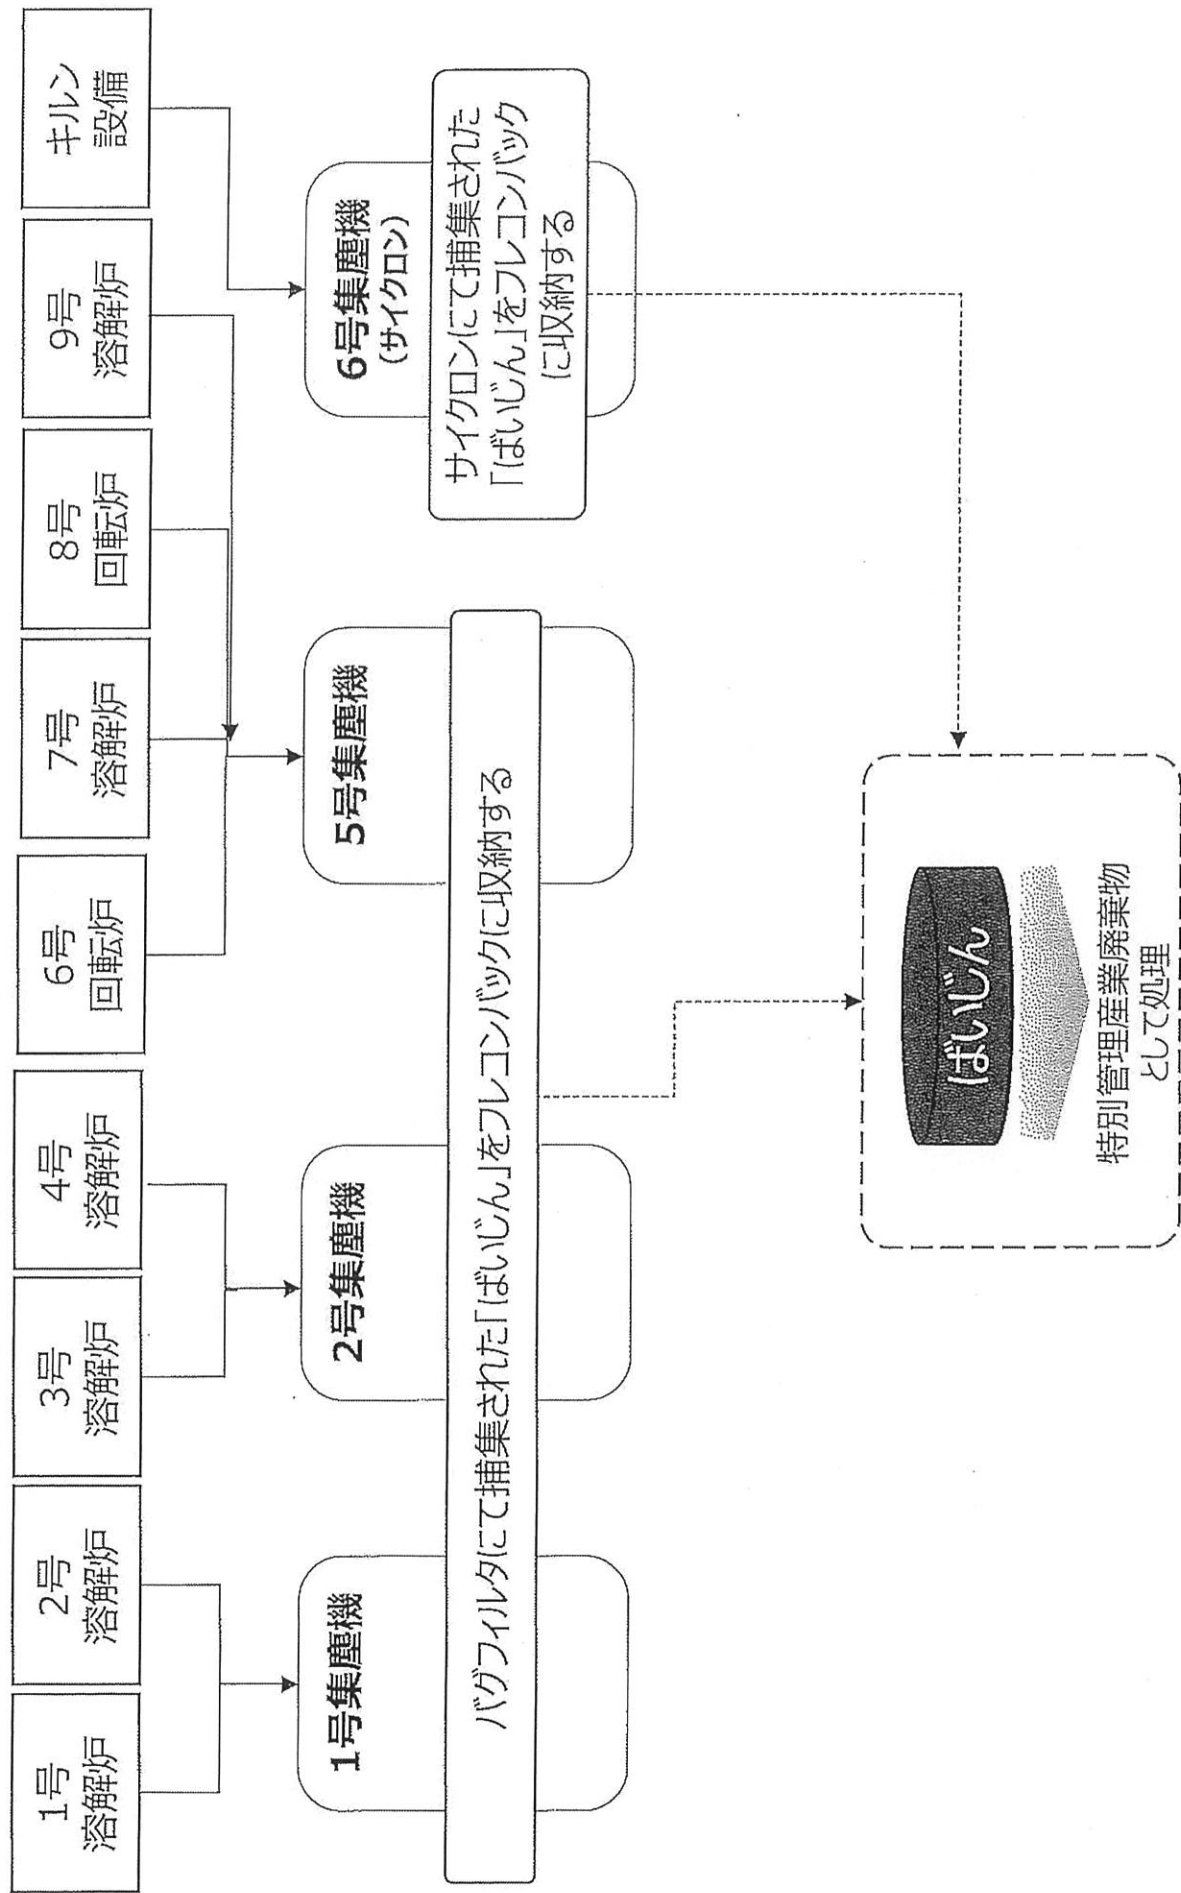 1号
溶解炉
2号
溶解炉
3号
溶解炉
4号
溶解炉
6号
回転炉
7号
溶解炉
8号
回転炉
9号
溶解炉
キルン
設備
1号集塵機
2号集塵機
5号集塵機
6号集塵機
(サイクロン)
バグフィルタにて捕集された「ばいじん」をフレコンバックに収納する
サイクロンにて捕集された
「ばいじん」をフレコンバック
に収納する
ばいじん
特別管理産業廃棄物
として処理